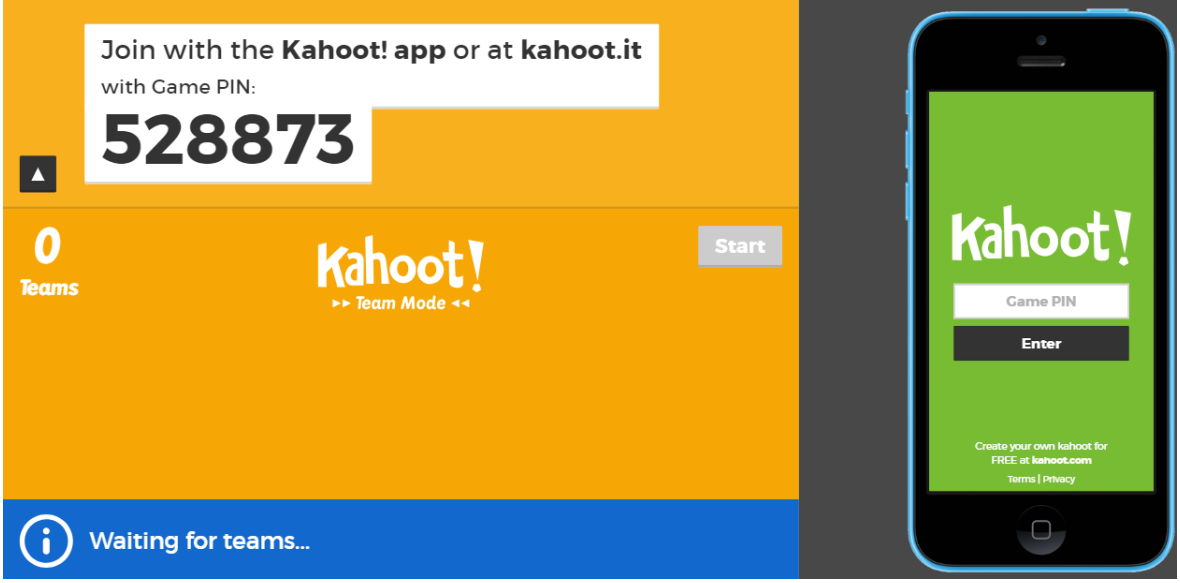 Join with the Kahoot! app or at kahoot.it
with Game PIN:
528873
0
Teams
Kahoot!
Team Mode
Start
Waiting for teams...
Kahoot!
Game PIN
Enter
Create your own kahoot for
FREE at kahoot.com
Terms | Privacy